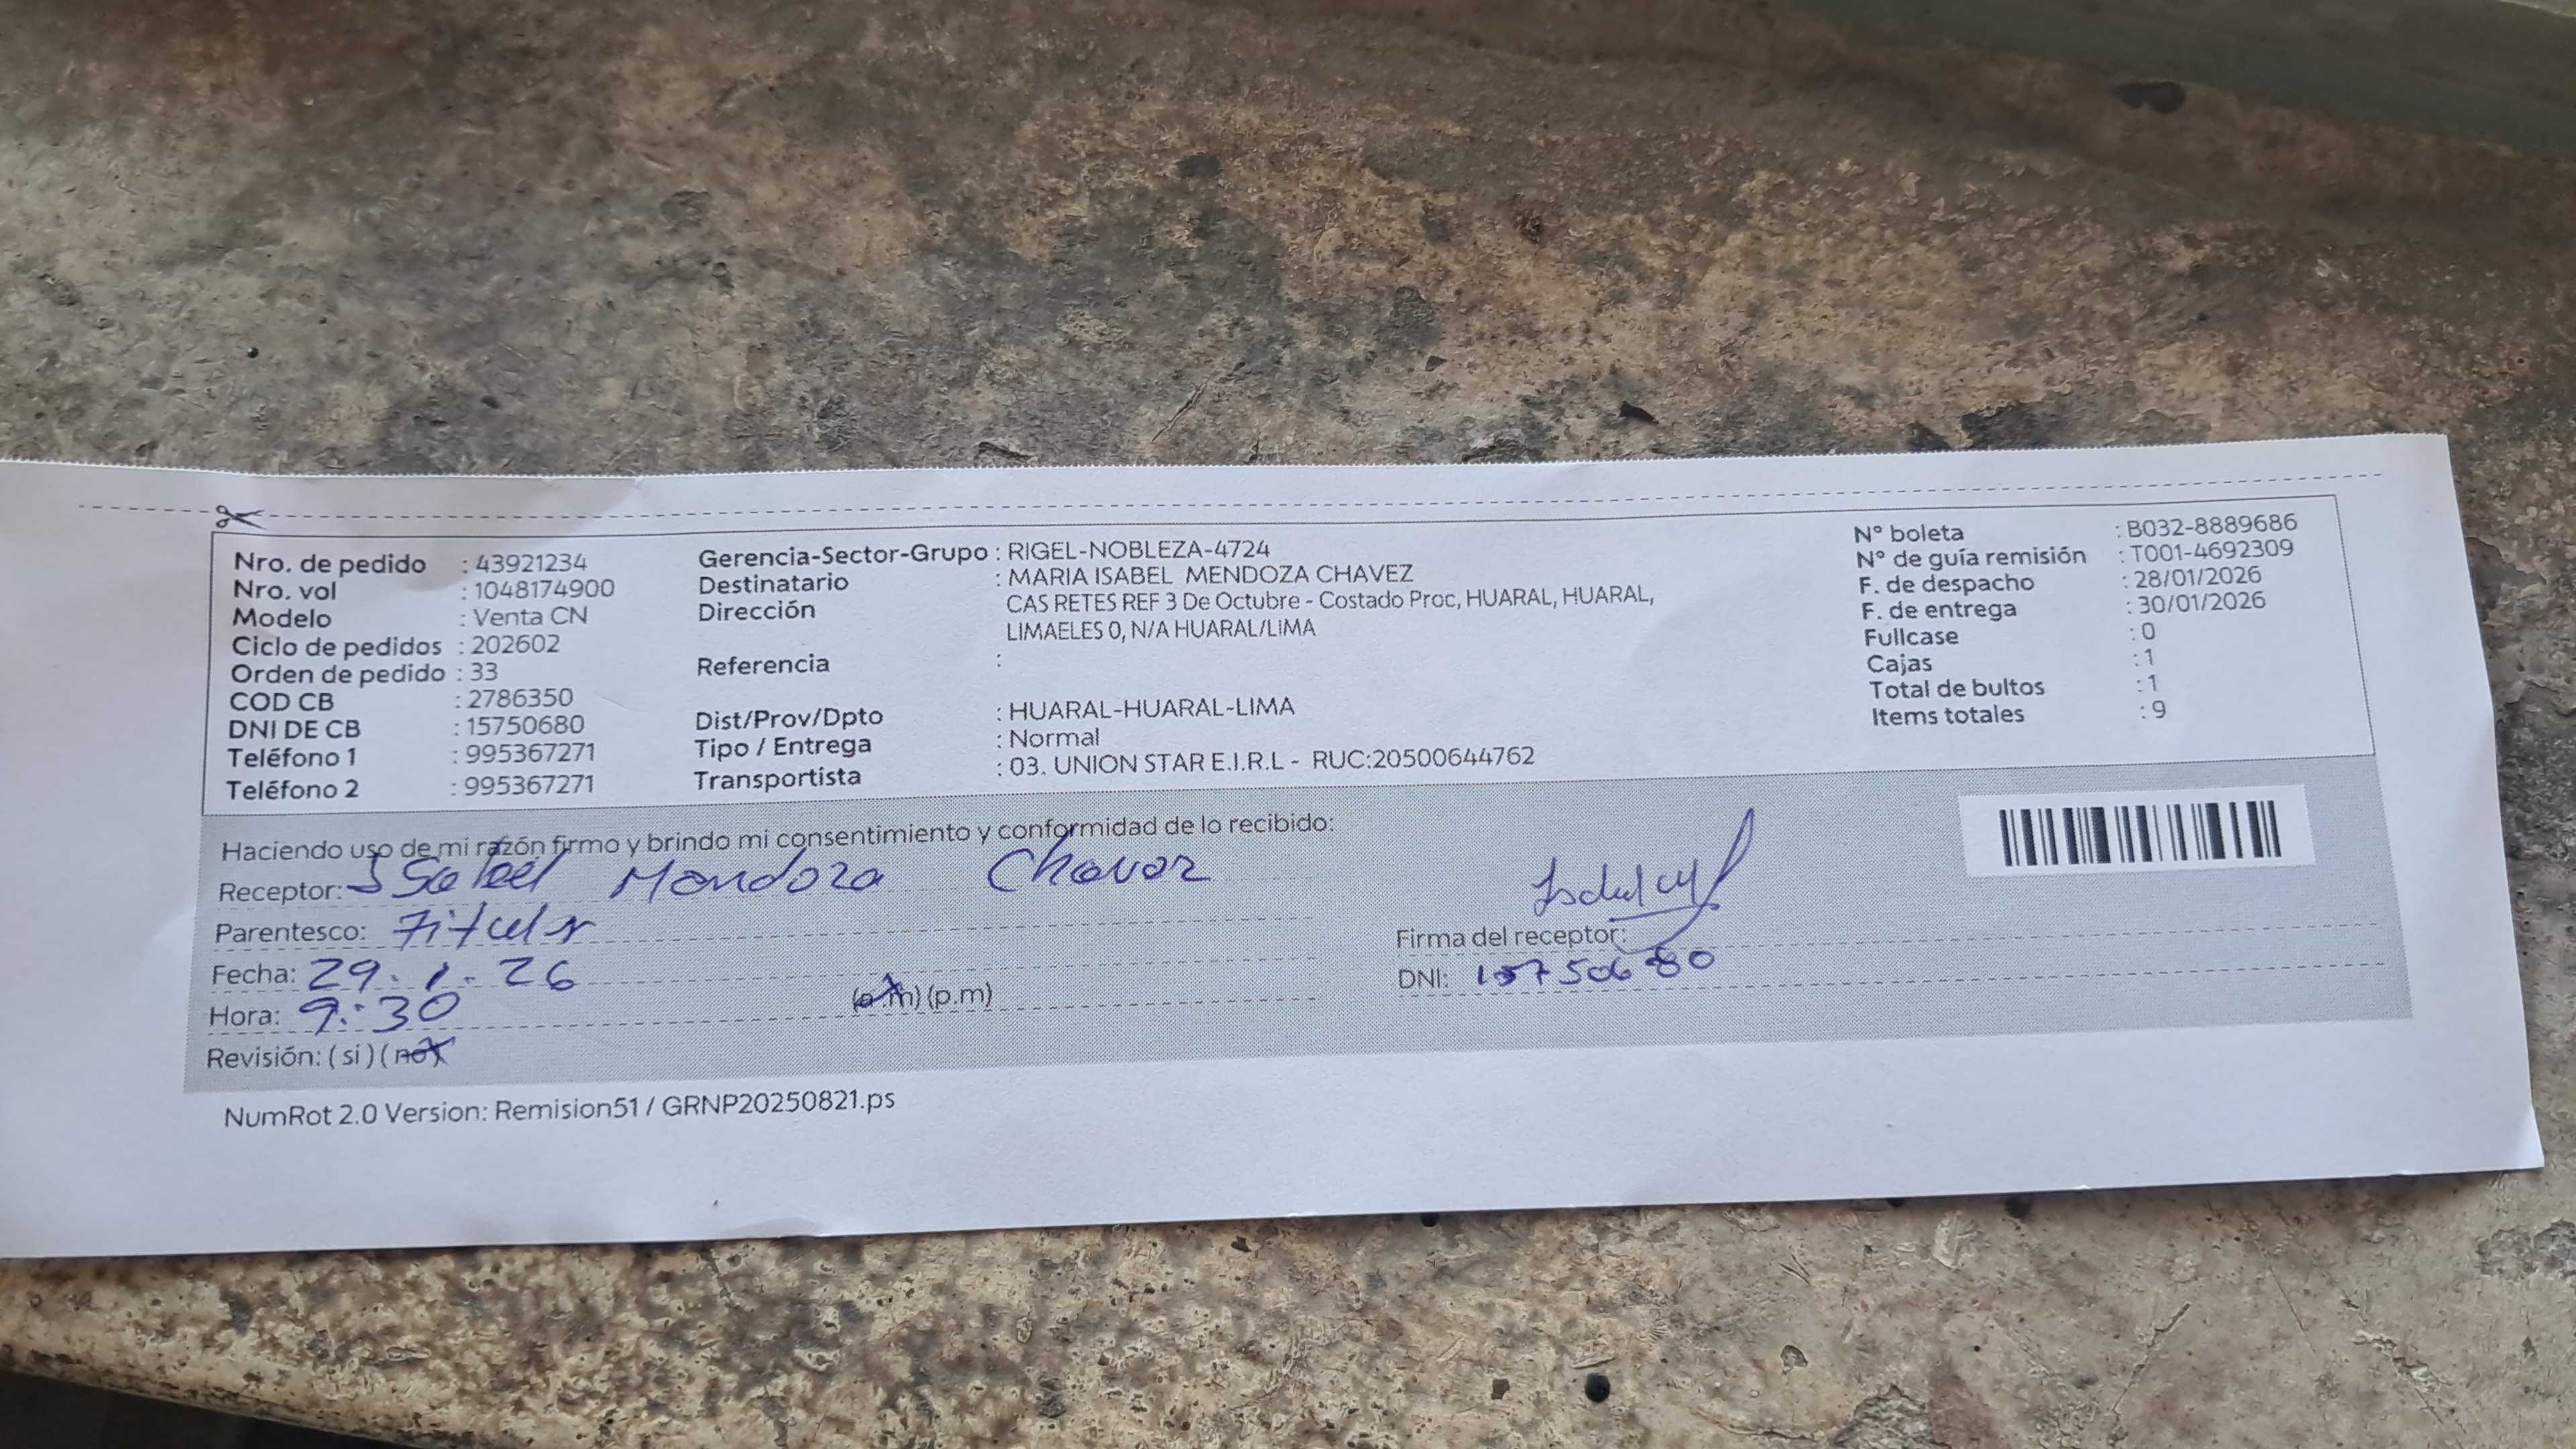 Nro. de pedido : 43921234
Nro. vol : 1048174900
Modelo : Venta CN
Ciclo de pedidos : 202602
Orden de pedido : 33
COD CB : 2786350
DNI DE CB : 15750680
Teléfono 1 : 995367271
Teléfono 2 : 995367271
Gerencia-Sector-Grupo : RIGEL-NOBLEZA-4724
Destinatario : MARIA ISABEL MENDOZA CHAVEZ
Dirección CAS RETES REF 3 De Octubre - Costado Proc, HUARAL, HUARAL,
LIMAELES 0, N/A HUARAL/LIMA
Referencia :
Dist/Prov/Dpto : HUARAL-HUARAL-LIMA
Tipo / Entrega : Normal
Transportista : 03. UNION STAR E.I.R.L - RUC:20500644762
N° boleta : B032-8889686
N° de guía remisión : T001-4692309
F. de despacho : 28/01/2026
F. de entrega : 30/01/2026
Fullcase : 0
Cajas : 1
Total de bultos : 1
Items totales : 9
Haciendo uso de mi razón firmo y brindo mi consentimiento y conformidad de lo recibido:
Receptor: Mendoza
Parentesco: Titular
Fecha: 29.1.26
Hora: 9:30 (a.m) (p.m)
Revisión: (si) (no)
Firma del receptor:
DNI: 15750680
NumRot 2.0 Version: Remision51 / GRNP20250821.ps